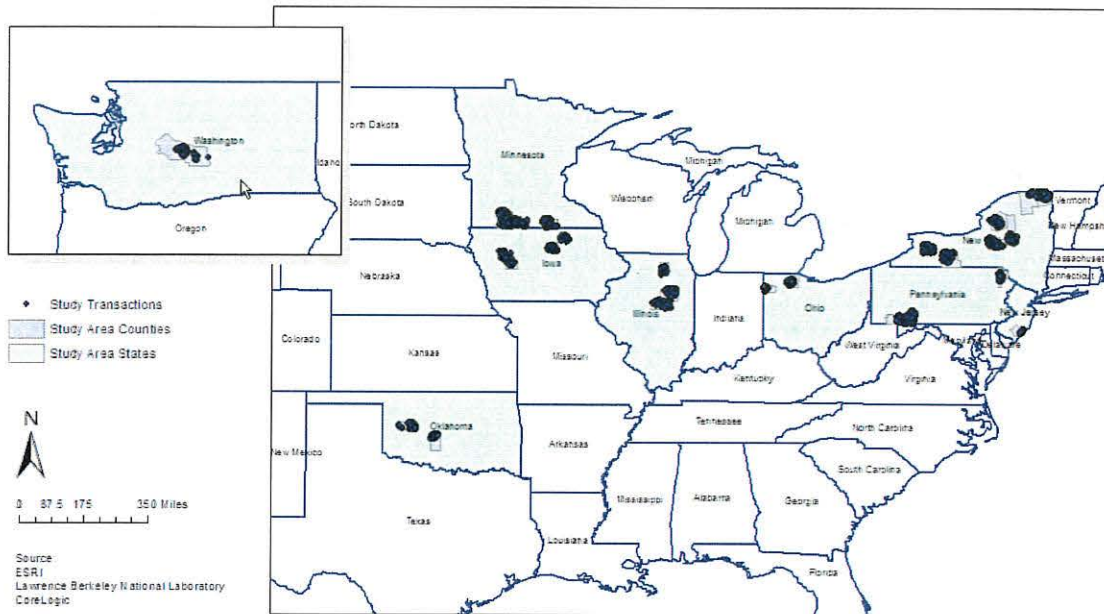 Washington
Idaho
Oregon
Study Transactions
Study Area Counties
Study Area States
N
0 87.5 175 350 Miles
Source
ESRI
Lawrence Berkeley National Laboratory
CoreLogic
orth Dakota
Minnesota
Michigan
Wisconsin
South Dakota
Michigan
Vermont
New Hampsh
New
Massachuset
Connecticut
Iowa
Nebraska
Pennsylvania
New Jersey
Illinois
Indiana
Ohio
Delaware
West Virginia
Colorado
Kansas
Missouri
Kentucky
Virginia
Oklahoma
Tennessee
North Carolina
New Mexico
Arkansas
South Carolina
Mississippi
Alabama
Georgia
Texas
Louisiana
Florida